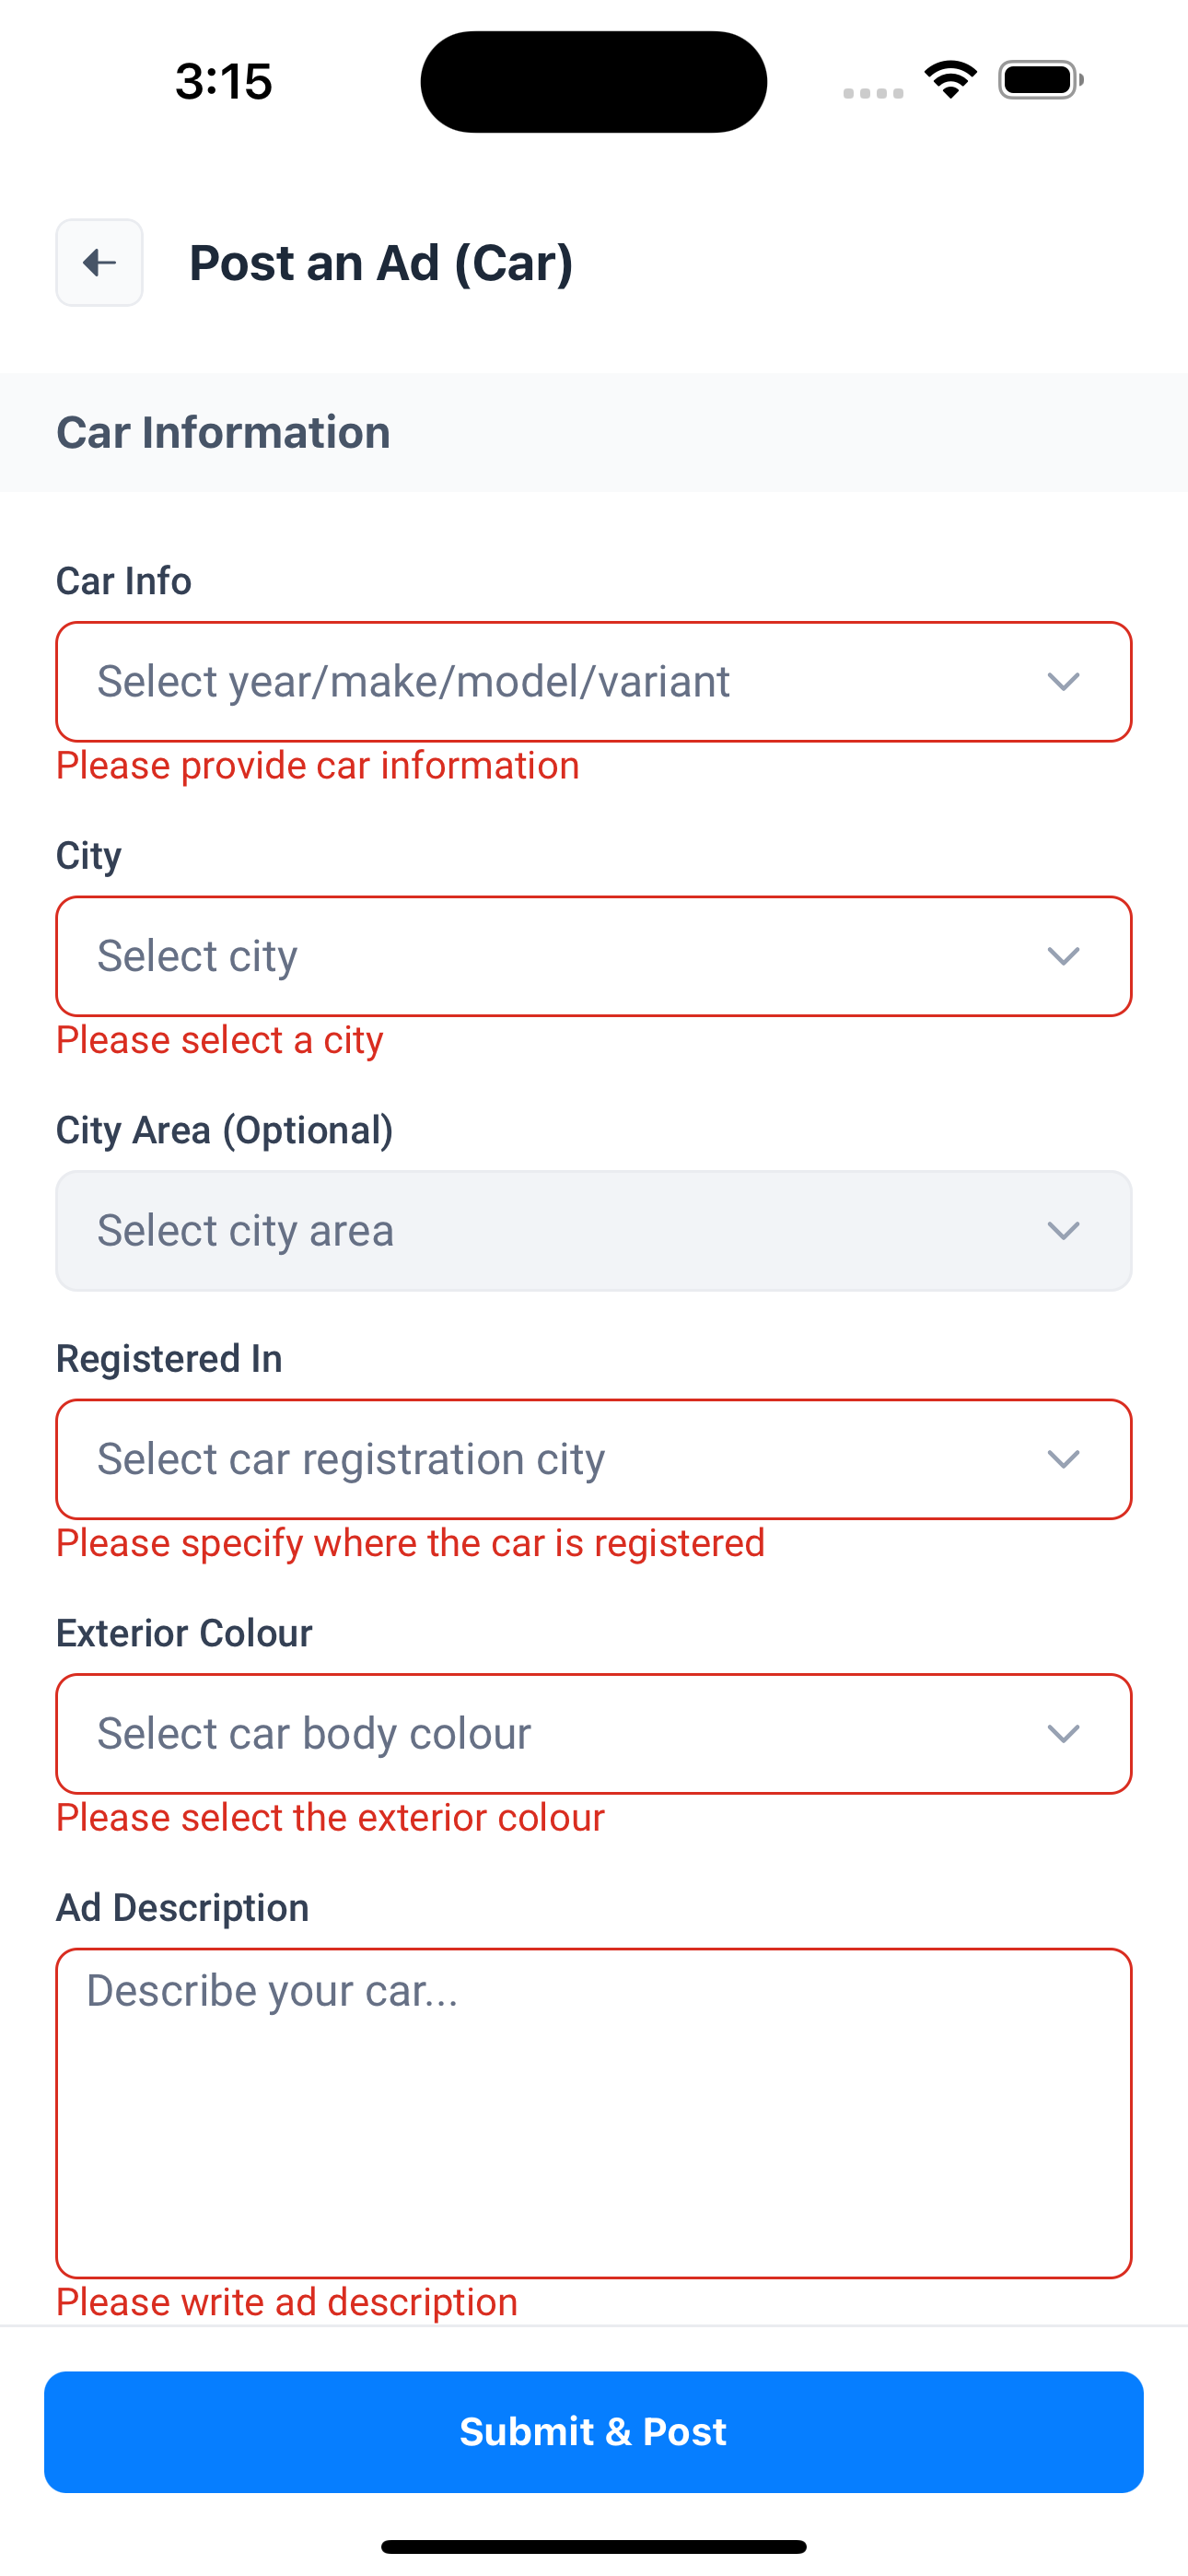 3:15
Post an Ad (Car)
Car Information
Car Info
Select year/make/model/variant
Please provide car information
City
Select city
Please select a city
City Area (Optional)
Select city area
Registered In
Select car registration city
Please specify where the car is registered
Exterior Colour
Select car body colour
Please select the exterior colour
Ad Description
Describe your car...
Please write ad description
Submit & Post